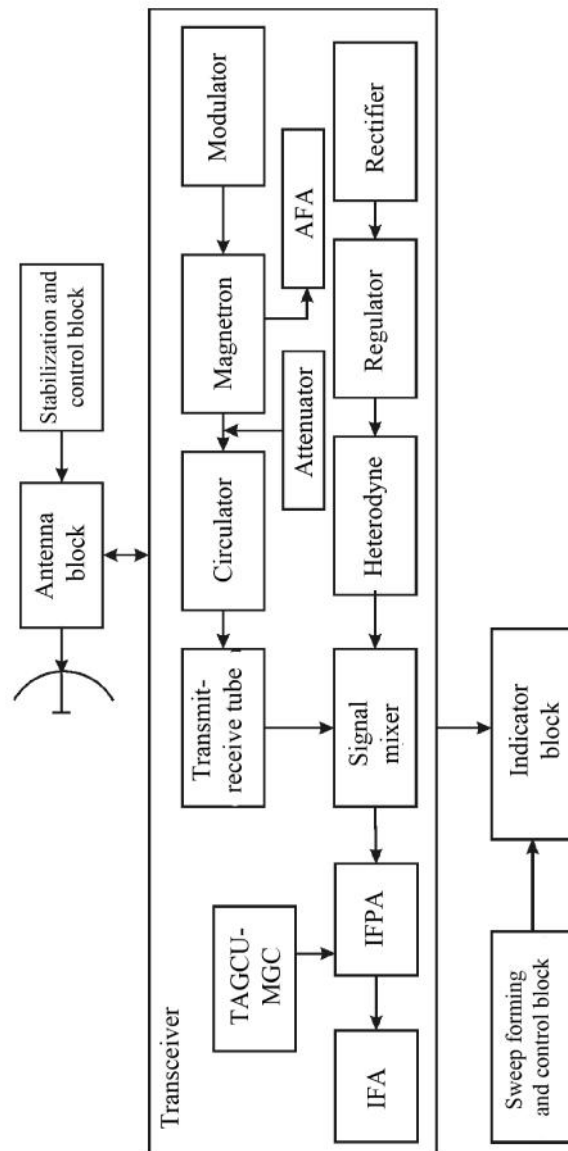 Antenna
block
Stabilization and
control block
Transceiver
TAGCU-
MGC
Transmit-
receive tube
Circulator
Magnetron
Modulator
Attenuator
AFA
IFA
IFPA
Signal
mixer
Heterodyne
Regulator
Rectifier
Sweep forming
and control block
Indicator
block